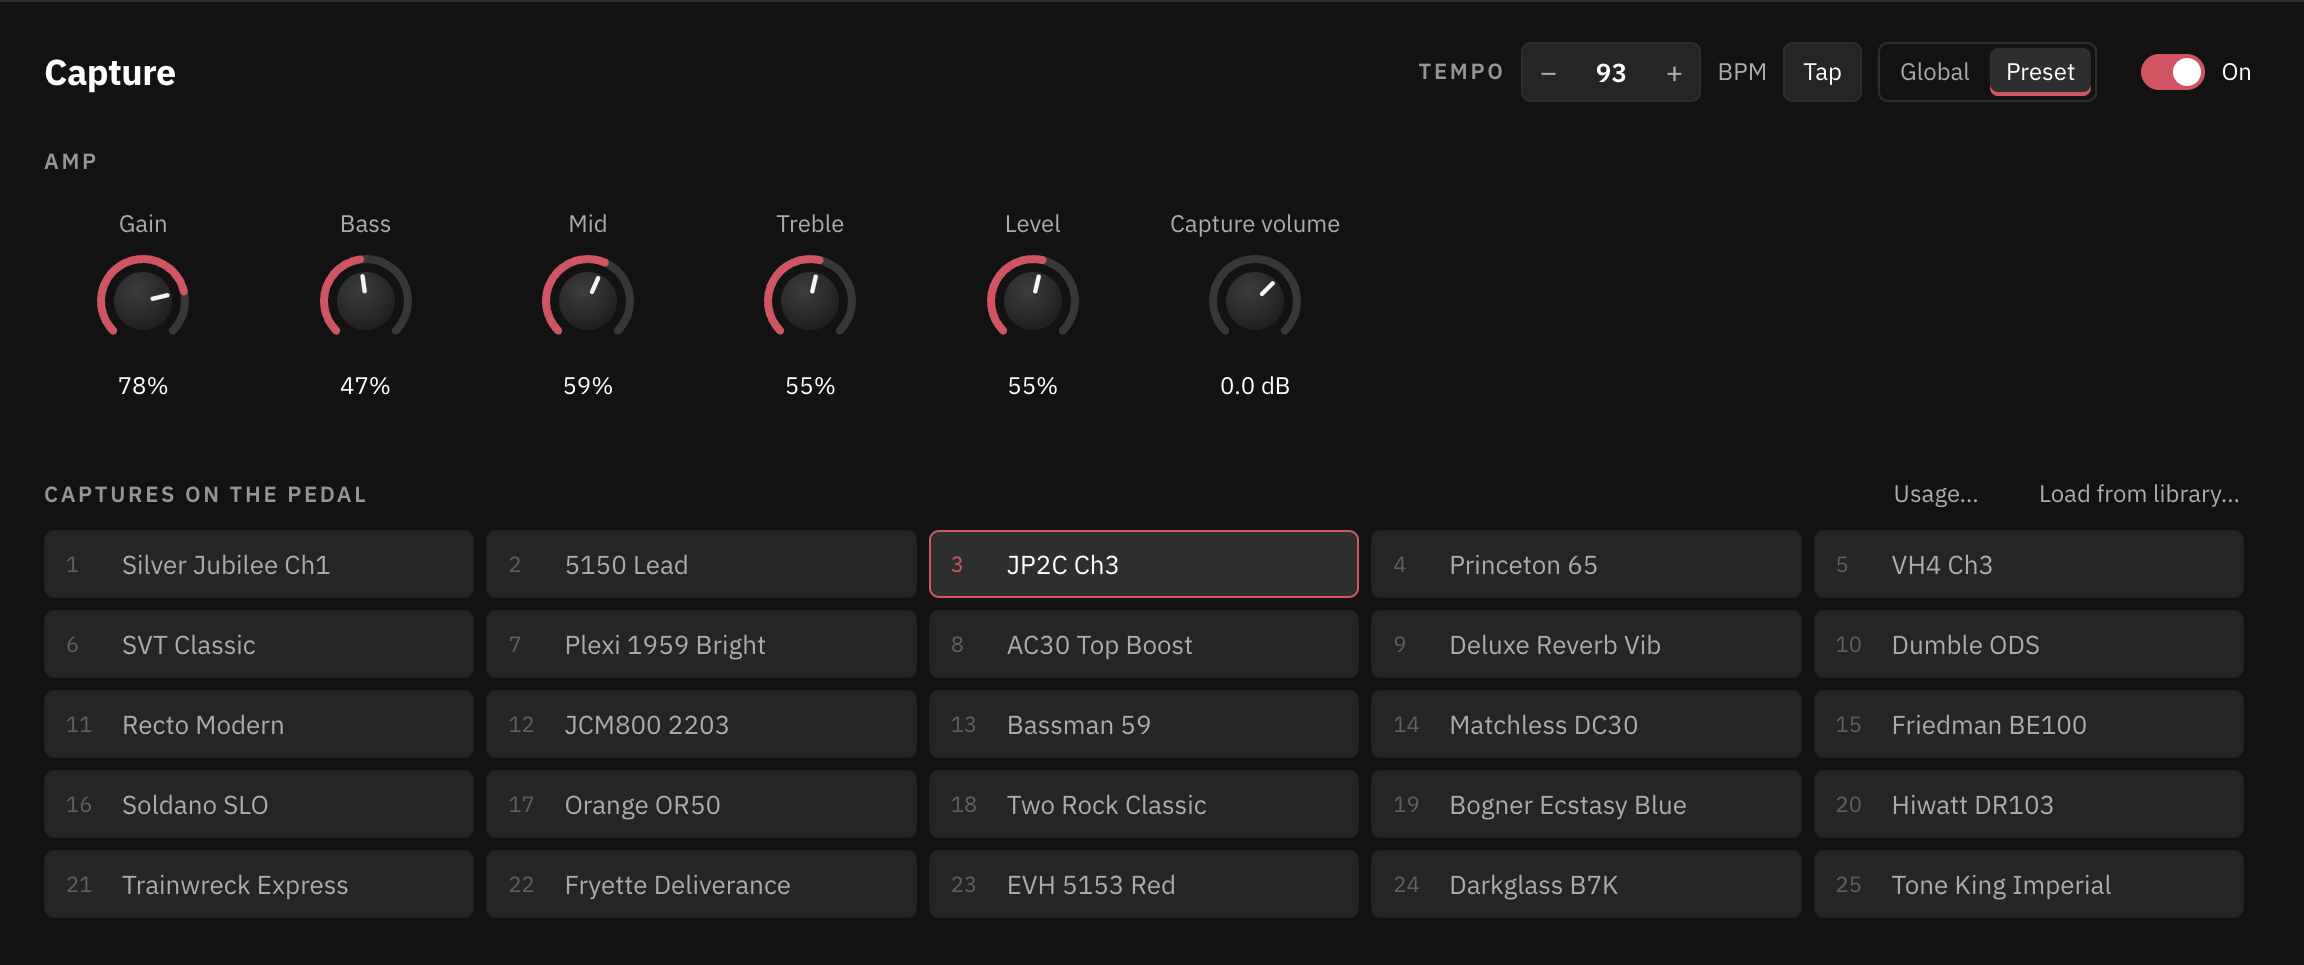 Capture TEMPO − 93 + BPM Tap Global Preset On
AMP
Gain Bass Mid Treble Level Capture volume
78% 47% 59% 55% 55% 0.0 dB
CAPTURES ON THE PEDAL Usage... Load from library...
1 Silver Jubilee Ch1 2 5150 Lead 3 JP2C Ch3 4 Princeton 65 5 VH4 Ch3
6 SVT Classic 7 Plexi 1959 Bright 8 AC30 Top Boost 9 Deluxe Reverb Vib 10 Dumble ODS
11 Recto Modern 12 JCM800 2203 13 Bassman 59 14 Matchless DC30 15 Friedman BE100
16 Soldano SLO 17 Orange OR50 18 Two Rock Classic 19 Bogner Ecstasy Blue 20 Hiwatt DR103
21 Trainwreck Express 22 Fryette Deliverance 23 EVH 5153 Red 24 Darkglass B7K 25 Tone King Imperial